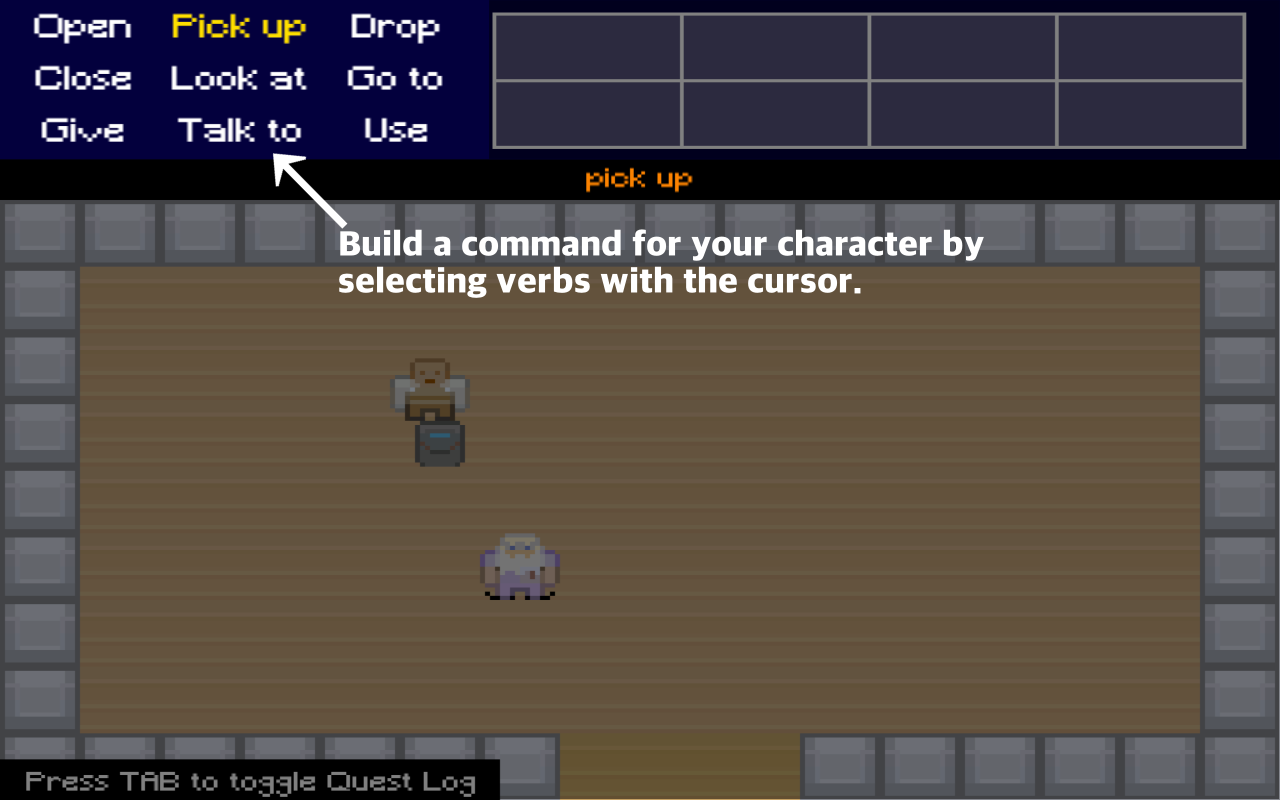 Open Pick up Drop
Close Look at Go to
Give Talk to Use
pick up
Build a command for your character by
selecting verbs with the cursor.
Press TAB to toggle Quest Log